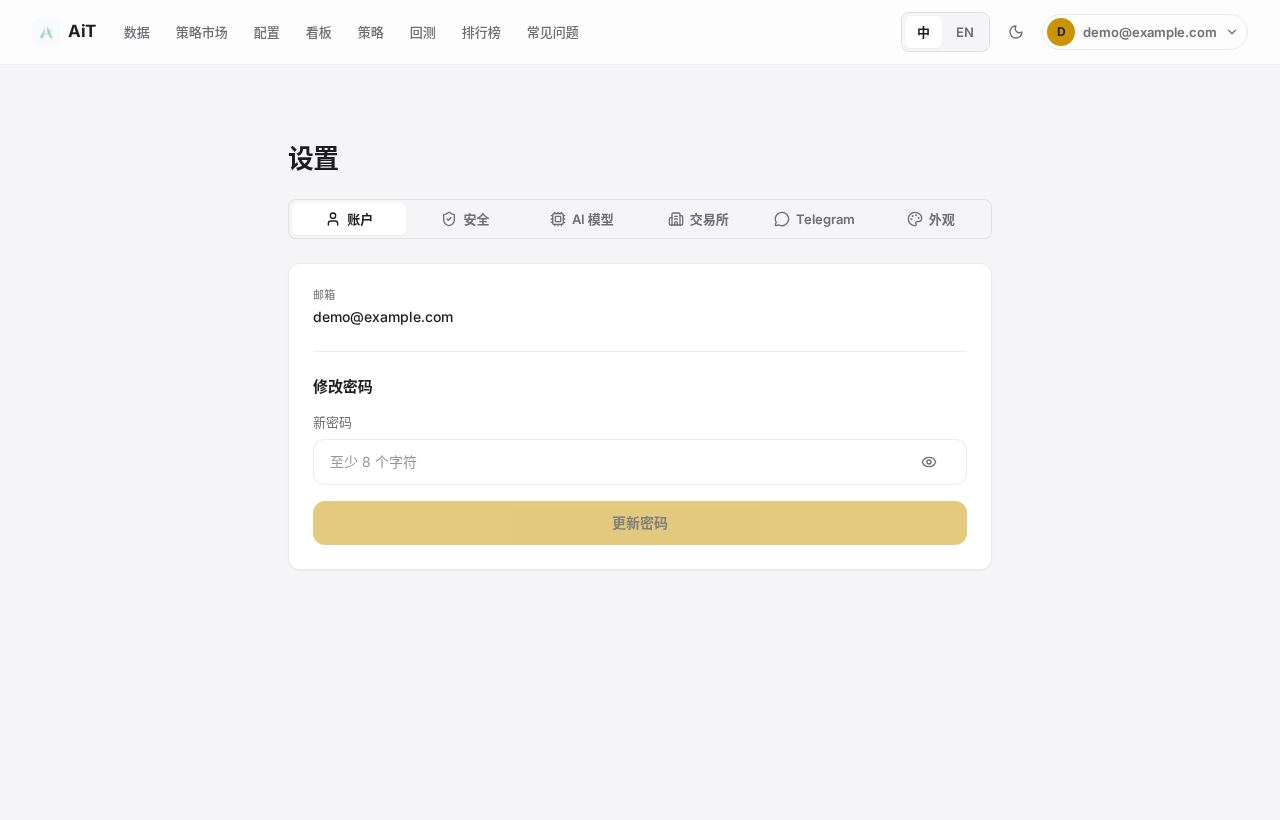 AiT 数据 策略市场 配置 看板 策略 回测 排行榜 常见问题 中 EN D demo@example.com
设置
账户 安全 AI 模型 交易所 Telegram 外观
邮箱
demo@example.com
修改密码
新密码
至少 8 个字符
更新密码